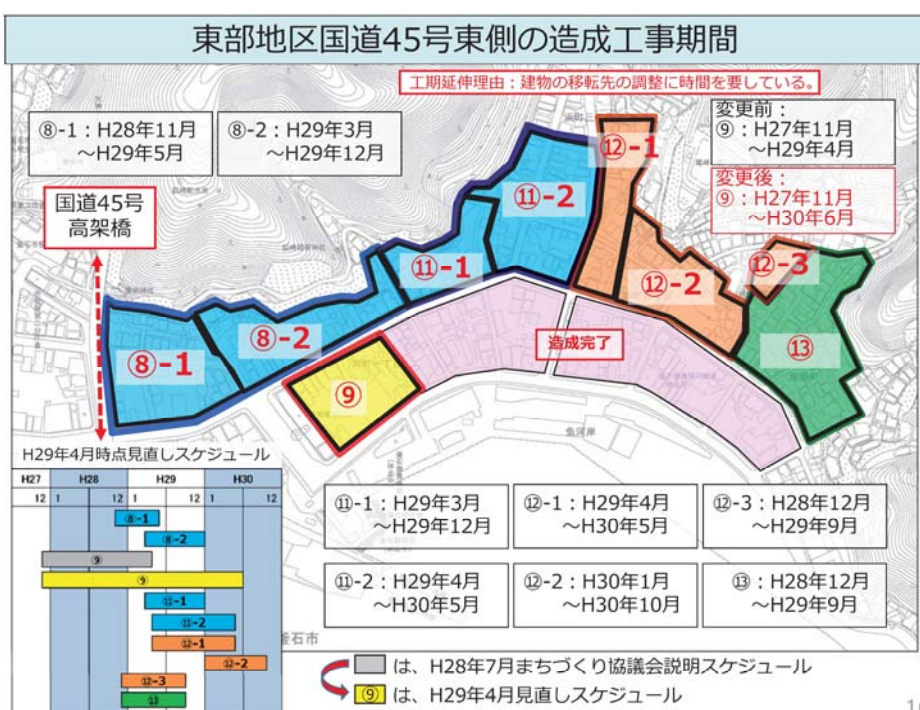 東部地区国道45号東側の造成工事期間
工期延伸理由：建物の移転先の調整に時間を要している。
⑧-1：H28年11月
～H29年5月
⑧-2：H29年3月
～H29年12月
変更前：
⑨：H27年11月
～H29年4月
変更後：
⑨：H27年11月
～H30年6月
国道45号
高架橋
⑫-1
⑪-2
⑪-1
⑫-2
⑫-3
⑧-1
⑧-2
⑨
造成完了
⑬
魚河岸
H29年4月時点見直しスケジュール
H27 H28 H29 H30
12 1 12 1 12 1 12
⑧-1
⑧-2
⑨
⑨
⑪-1
⑪-2
⑫-1
⑫-2
⑫-3
⑬
⑪-1：H29年3月
～H29年12月
⑫-1：H29年4月
～H30年5月
⑫-3：H28年12月
～H29年9月
⑪-2：H29年4月
～H30年5月
⑫-2：H30年1月
～H30年10月
⑬：H28年12月
～H29年9月
釜石市
は、H28年7月まちづくり協議会説明スケジュール
⑨ は、H29年4月見直しスケジュール